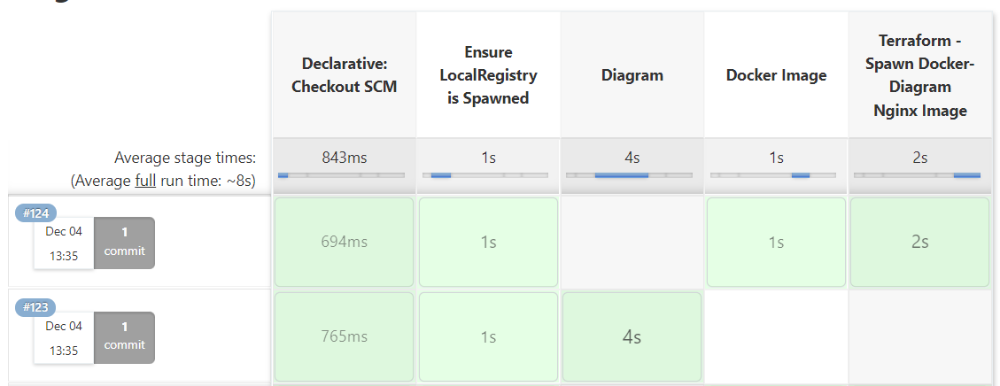 Declarative:
Checkout SCM
Ensure
LocalRegistry
is Spawned
Diagram
Docker Image
Terraform -
Spawn Docker-
Diagram
Nginx Image
Average stage times:
(Average full run time: ~8s)
843ms
1s
4s
1s
2s
#124
Dec 04
13:35
1
commit
694ms
1s
1s
2s
#123
Dec 04
13:35
1
commit
765ms
1s
4s